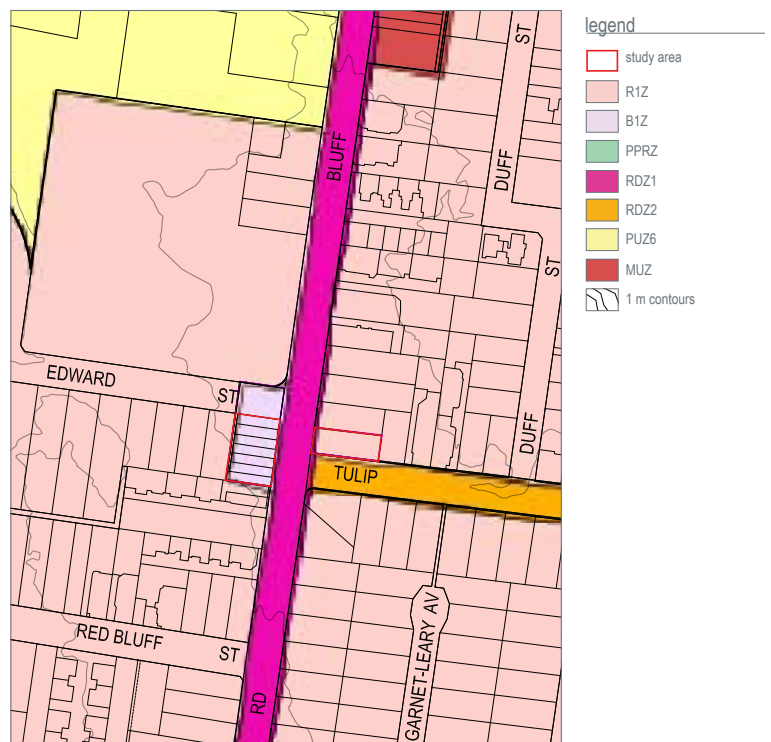 ST
BLUFF
DUFF
ST
EDWARD
ST
DUFF
TULIP
RED BLUFF
ST
GARNET-LEARY AV
RD
legend
study area
R1Z
B1Z
PPRZ
RDZ1
RDZ2
PUZ6
MUZ
1 m contours